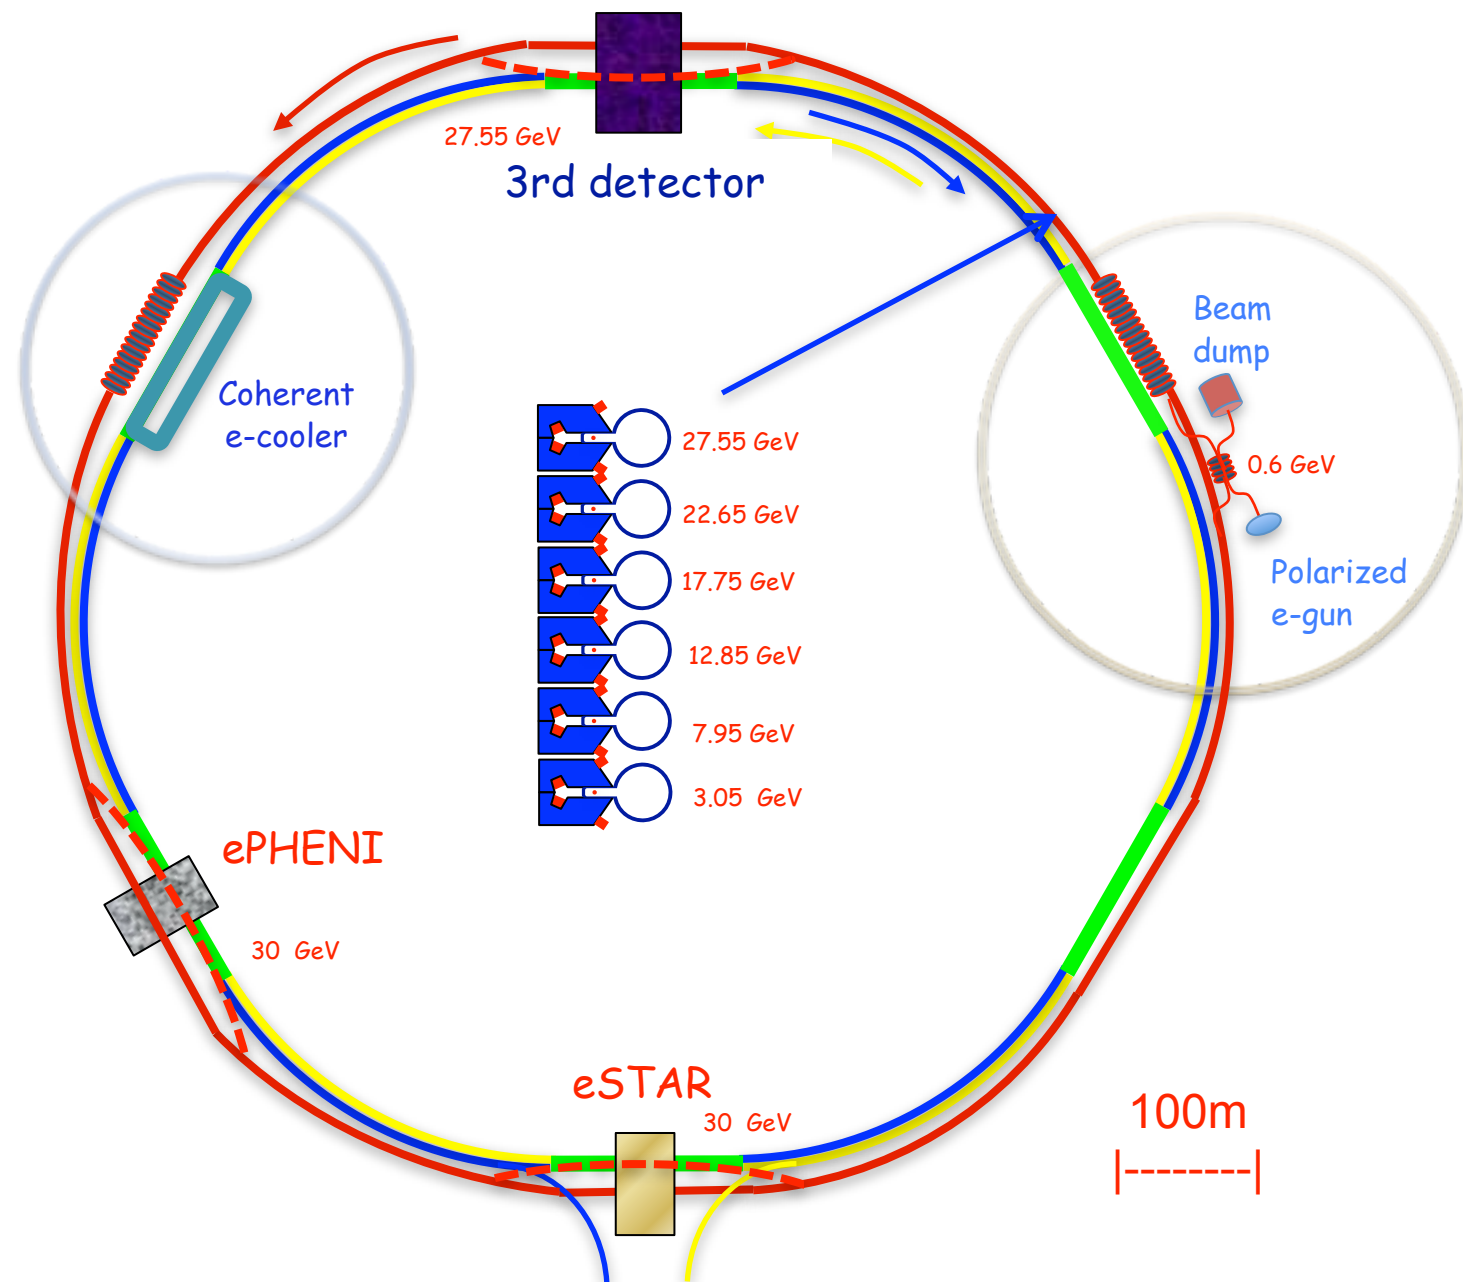 27.55 GeV
3rd detector
Beam
dump
Coherent
e-cooler
27.55 GeV
0.6 GeV
22.65 GeV
17.75 GeV
Polarized
e-gun
12.85 GeV
7.95 GeV
3.05 GeV
ePHENI
30 GeV
eSTAR
30 GeV
100m